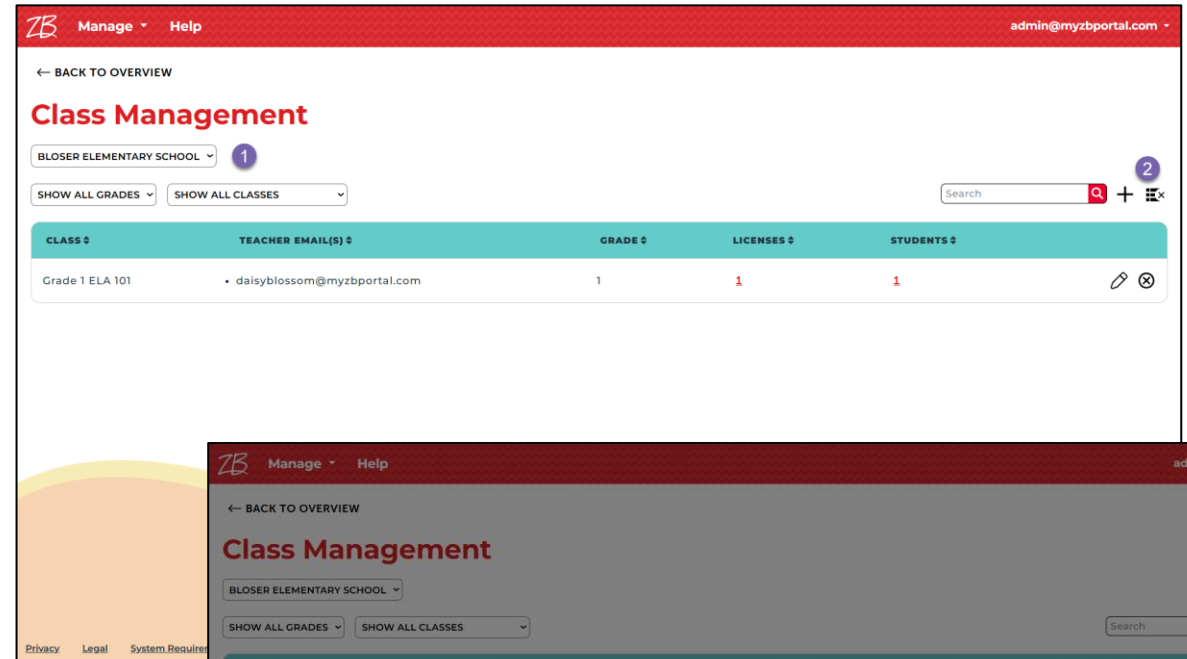 ZB Manage Help admin@myzbportal.com
← BACK TO OVERVIEW
Class Management
BLOSER ELEMENTARY SCHOOL 1
2
SHOW ALL GRADES SHOW ALL CLASSES Search
CLASS TEACHER EMAIL(S) GRADE LICENSES STUDENTS
Grade 1 ELA 101 • daisyblossom@myzbportal.com 1 1 1
ZB Manage Help ad
← BACK TO OVERVIEW
Class Management
BLOSER ELEMENTARY SCHOOL
SHOW ALL GRADES SHOW ALL CLASSES Search
Privacy Legal System Requirer